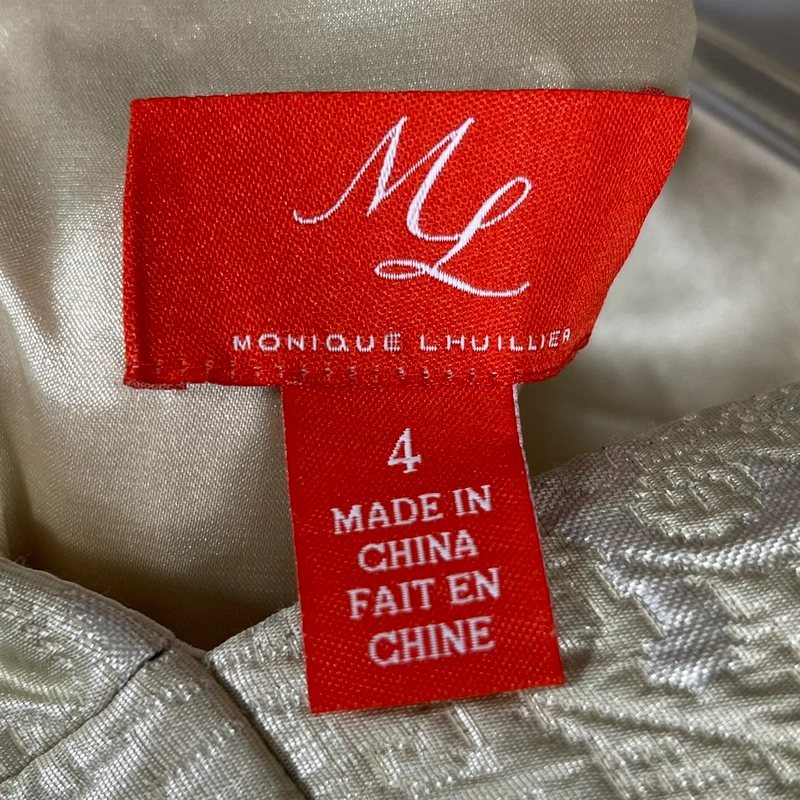 ML
MONIQUE LHUILLIER
4
MADE IN
CHINA
FAIT EN
CHINE